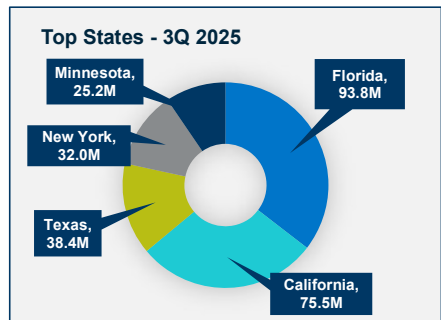 Top States - 3Q 2025
Minnesota,
25.2M
Florida,
93.8M
New York,
32.0M
Texas,
38.4M
California,
75.5M